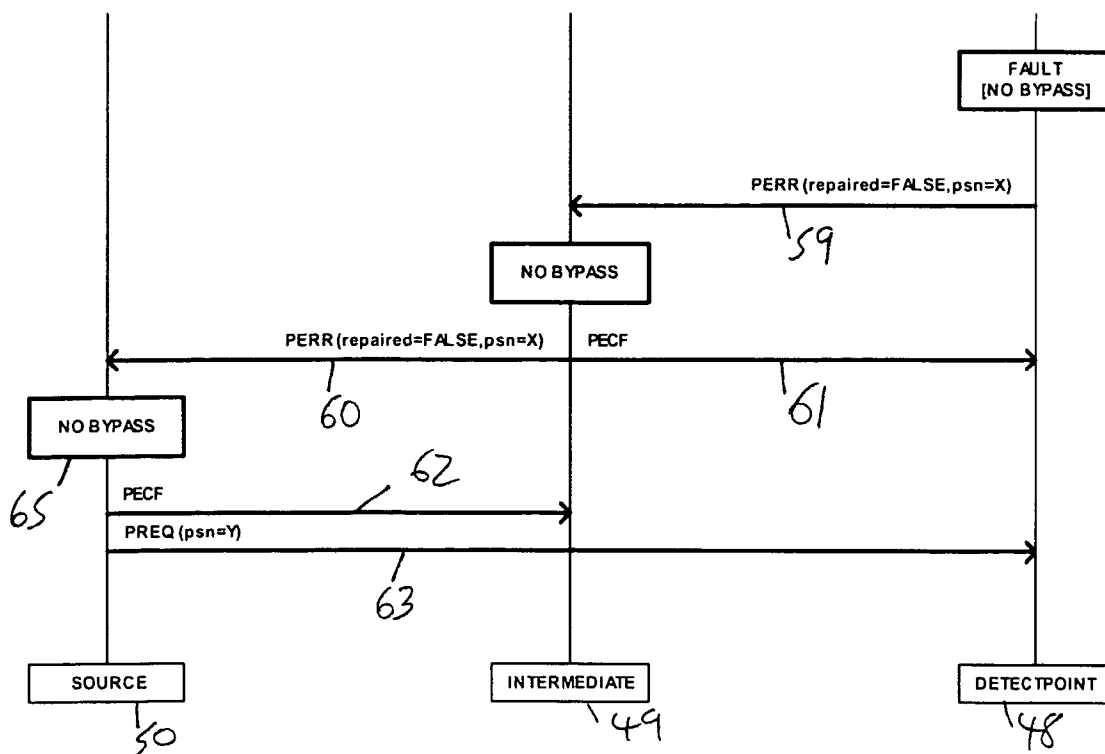 FAULT
[NO BYPASS]
PERR(repaired=FALSE,psn=X)
59
NO BYPASS
PERR(repaired=FALSE,psn=X)
PECF
60
61
NO BYPASS
65
62
PECF
PREQ(psn=Y)
63
SOURCE
INTERMEDIATE
DETECTPOINT
50
49
48